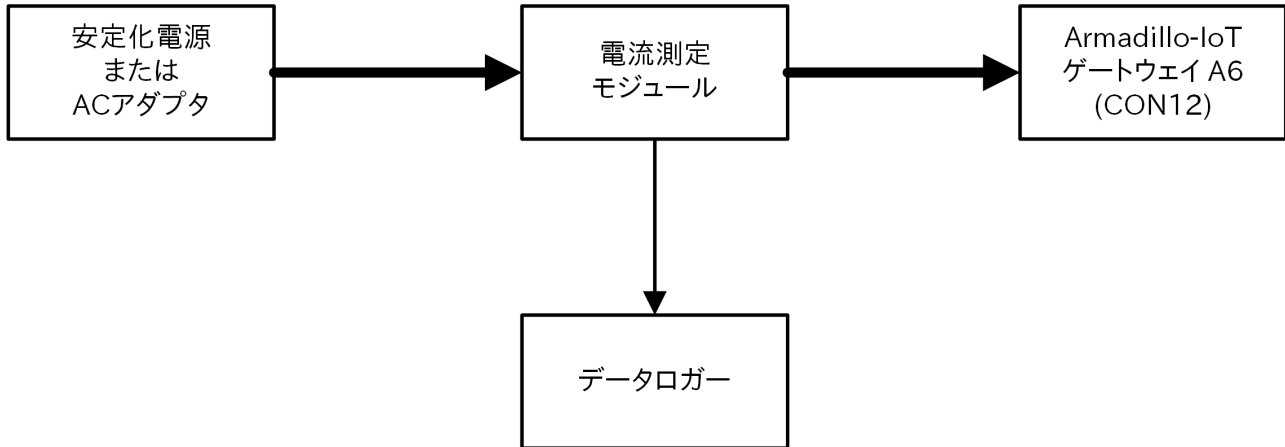 安定化電源
または
ACアダプタ
電流測定
モジュール
Armadillo-IoT
ゲートウェイ A6
(CON12)
データロガー